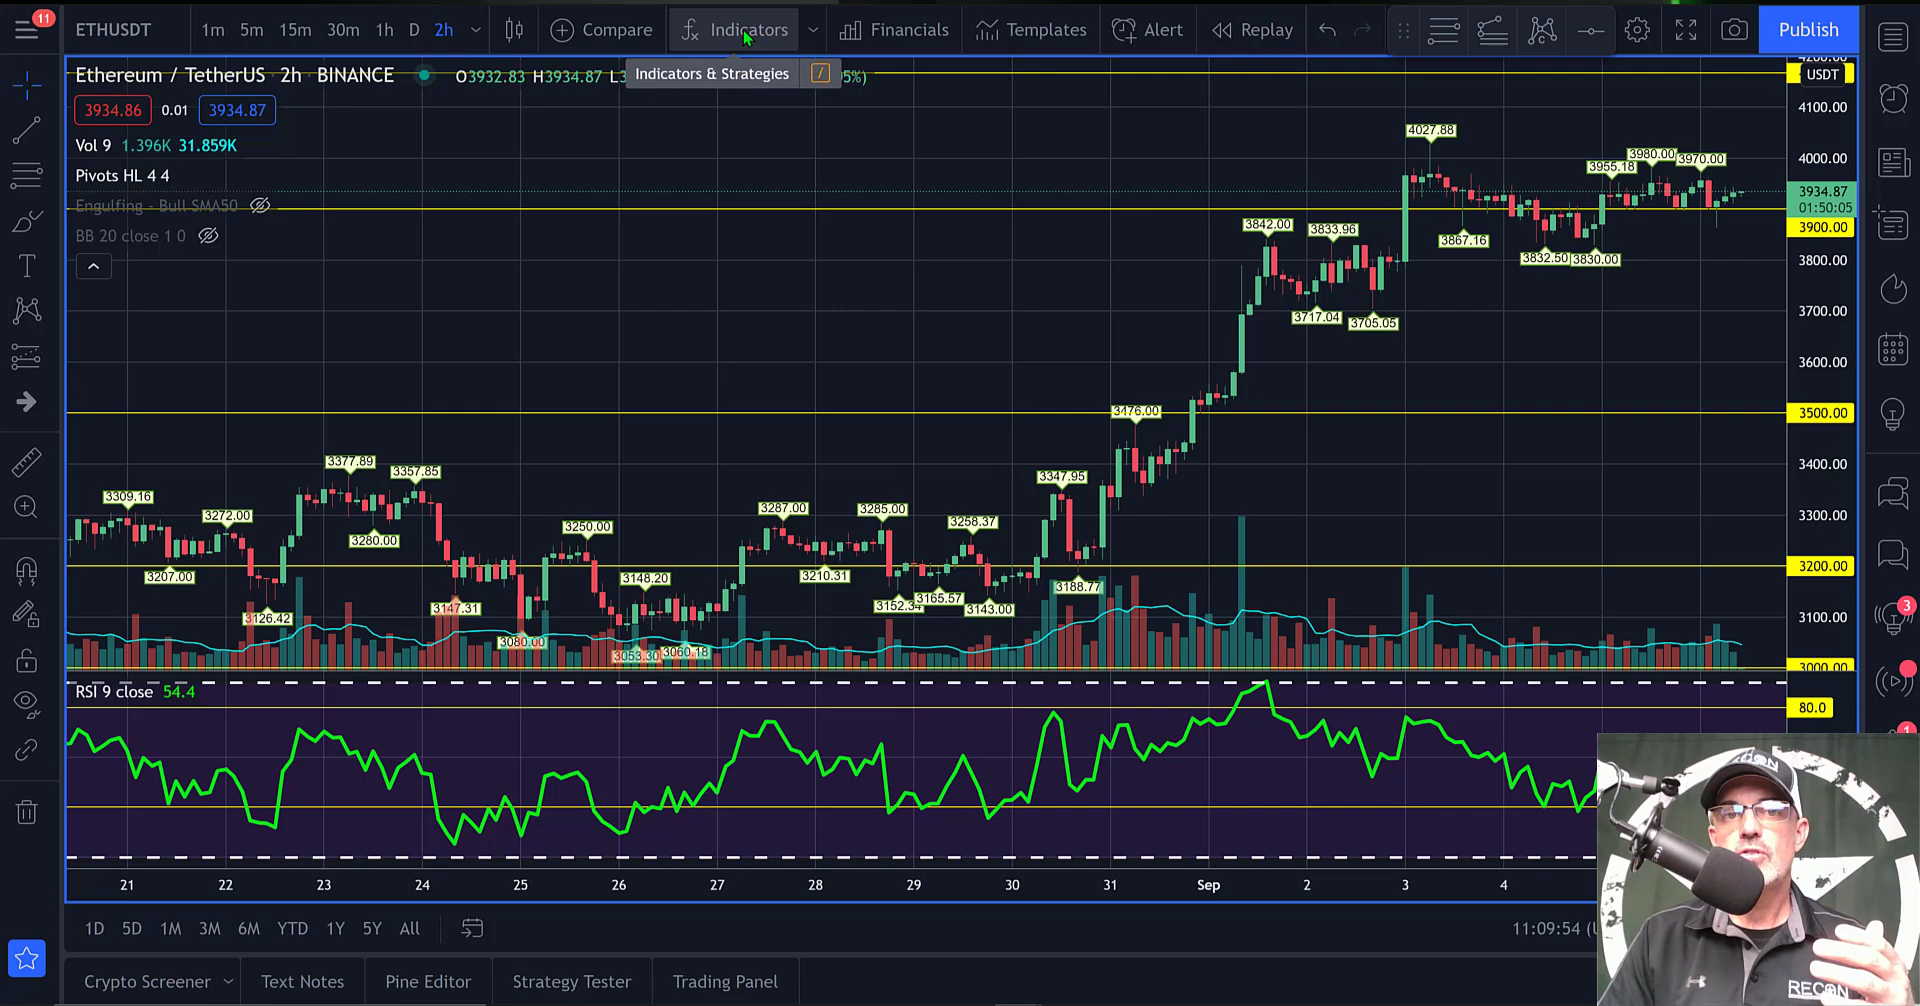 11
ETHUSDT
1m 5m 15m 30m 1h D 2h
Compare
Indicators
Financials
Templates
Alert
Replay
Publish
Ethereum / TetherUS · 2h · BINANCE
O3932.83 H3934.87 L3
5%)
Indicators & Strategies /
USDT
3934.86 0.01 3934.87
Vol 9 1.396K 31.859K
Pivots HL 4 4
Engulfing - Bull SMA50
BB 20 close 1 0
4200.00
4100.00
4000.00
3934.87
01:50:05
3900.00
3800.00
3700.00
3600.00
3500.00
3400.00
3300.00
3200.00
3100.00
3000.00
4027.88
3980.00
3970.00
3955.18
3867.16
3832.50
3830.00
3842.00
3833.96
3717.04
3705.05
3476.00
3377.89
3357.85
3347.95
3309.16
3272.00
3280.00
3250.00
3287.00
3285.00
3258.37
3207.00
3126.42
3147.31
3148.20
3210.31
3152.34
3165.57
3143.00
3188.77
3080.00
3053.30
3060.18
RSI 9 close 54.4
80.0
3
1
21 22 23 24 25 26 27 28 29 30 31 Sep 2 3 4
1D 5D 1M 3M 6M YTD 1Y 5Y All
11:09:54 (U
Crypto Screener
Text Notes
Pine Editor
Strategy Tester
Trading Panel
RECON
RECON